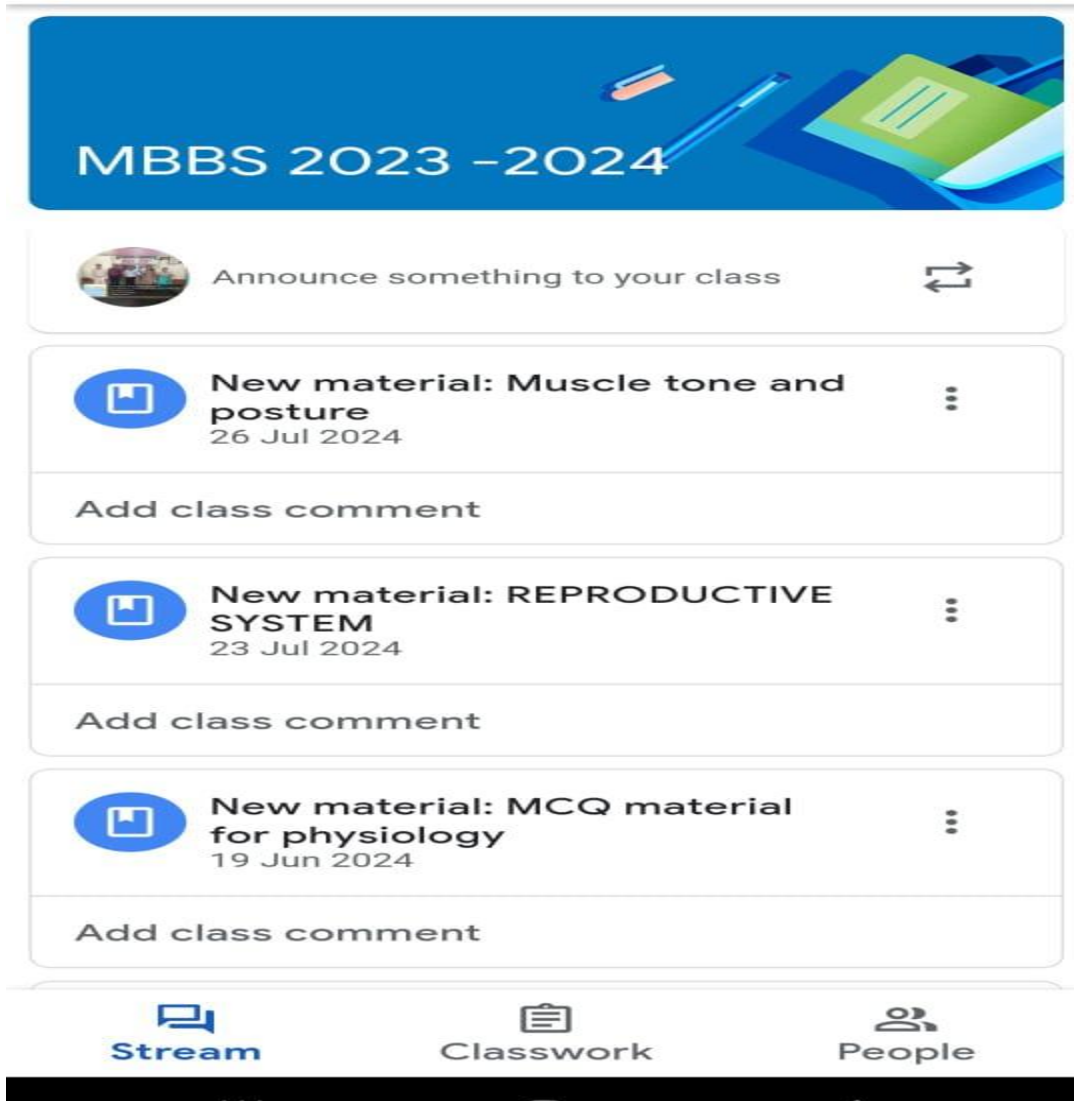 MBBS 2023 -2024
Announce something to your class
New material: Muscle tone and
posture
26 Jul 2024
Add class comment
New material: REPRODUCTIVE
SYSTEM
23 Jul 2024
Add class comment
New material: MCQ material
for physiology
19 Jun 2024
Add class comment
Stream
Classwork
People